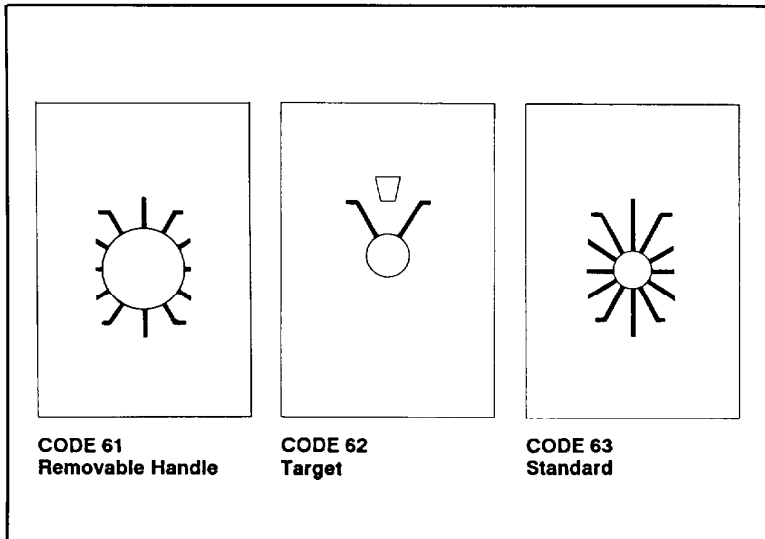 CODE 61
Removable Handle
CODE 62
Target
CODE 63
Standard